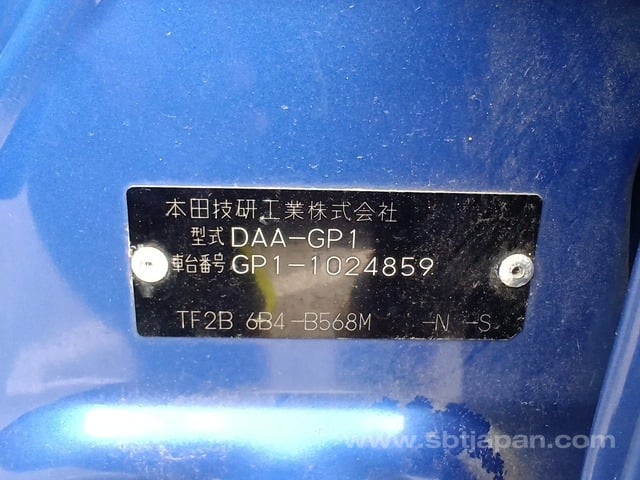 本田技研工業株式会社
型式 DAA-GP1
車台番号 GP1-1024859
TF2B 6B4-B568M -N -S
www.sbtjapan.com